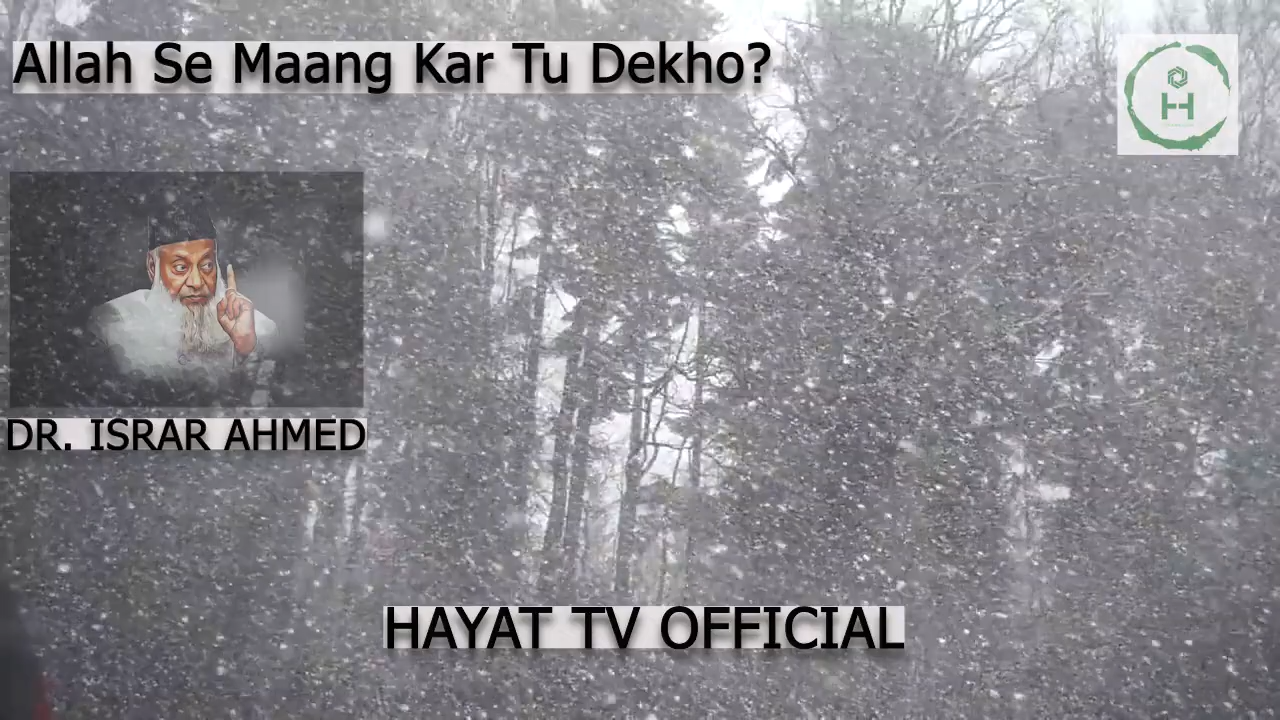 Allah Se Maang Kar Tu Dekho?
H
DR. ISRAR AHMED
HAYAT TV OFFICIAL